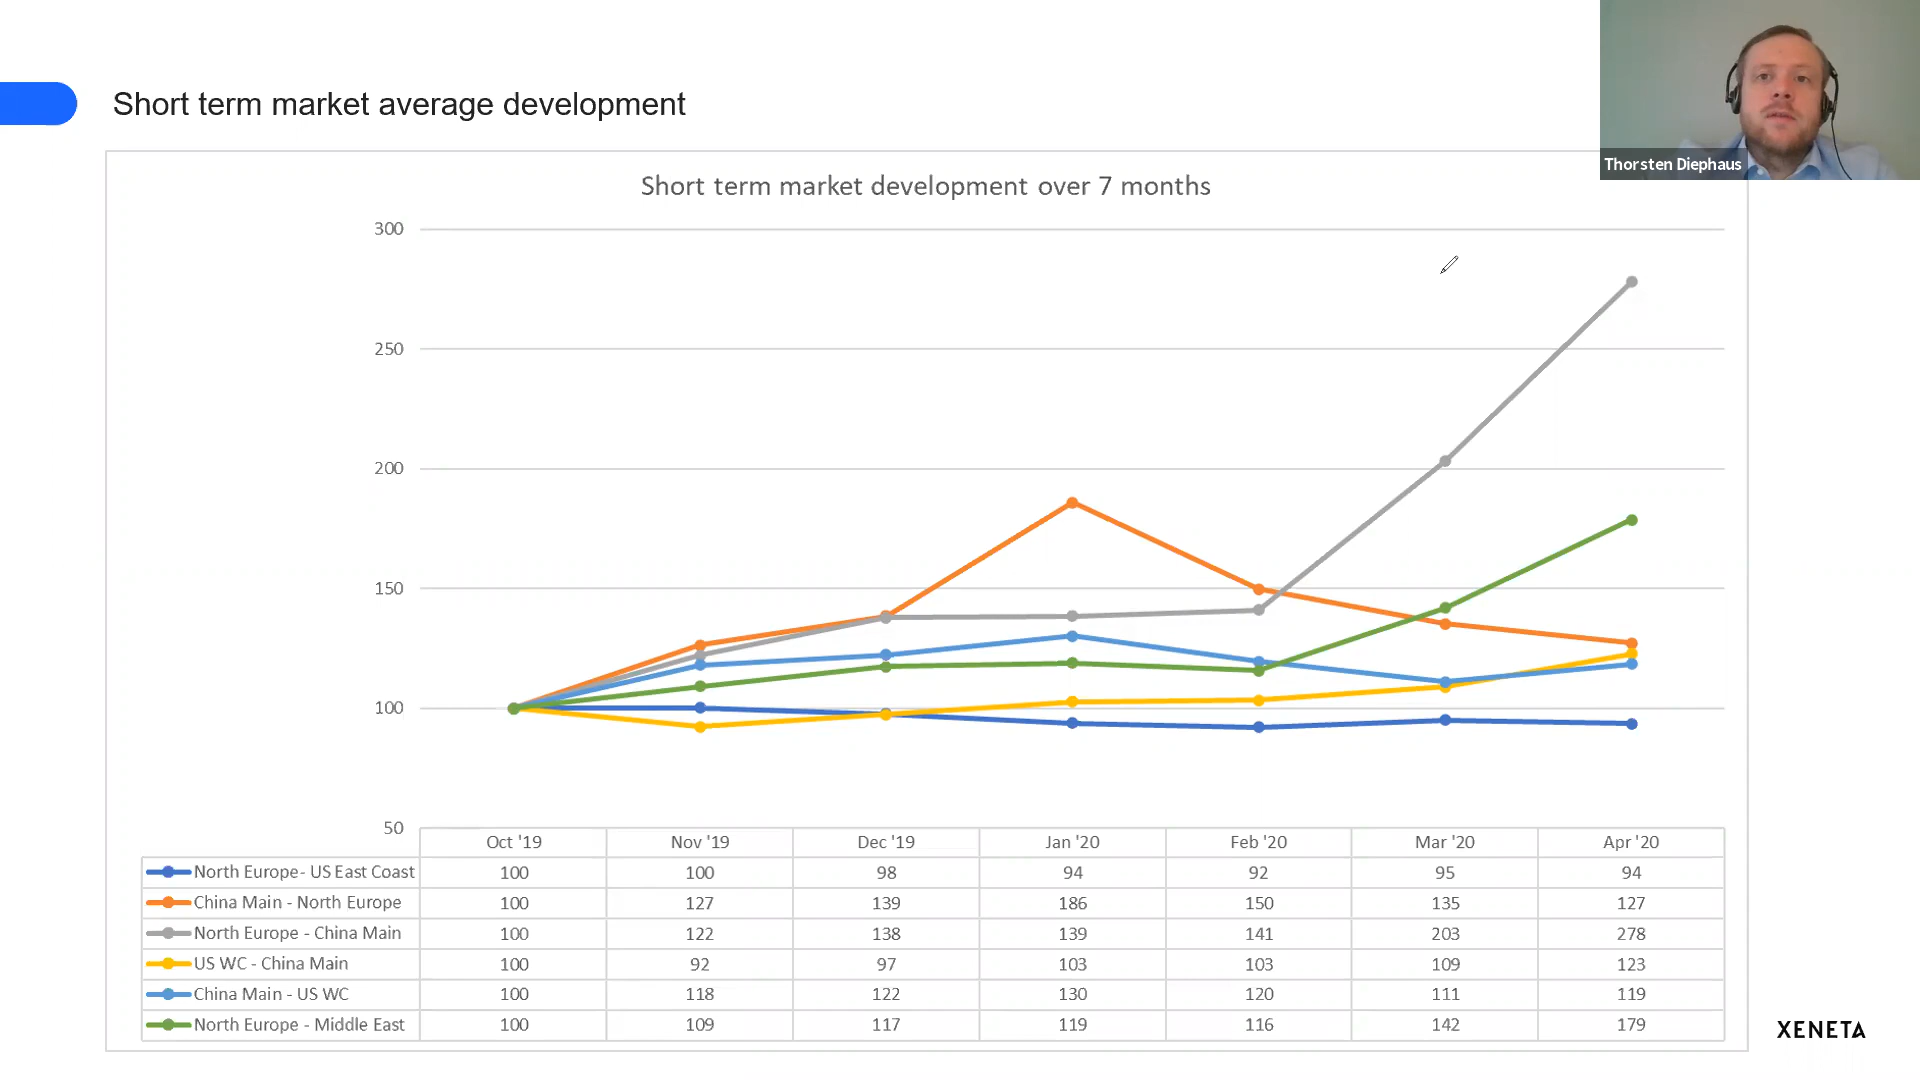 Short term market average development
Thorsten Diephaus
Short term market development over 7 months
300
250
200
150
100
50
Oct '19 Nov '19 Dec '19 Jan '20 Feb '20 Mar '20 Apr '20
North Europe- US East Coast 100 100 98 94 92 95 94
China Main - North Europe 100 127 139 186 150 135 127
North Europe - China Main 100 122 138 139 141 203 278
US WC - China Main 100 92 97 103 103 109 123
China Main - US WC 100 118 122 130 120 111 119
North Europe - Middle East 100 109 117 119 116 142 179
XENETA